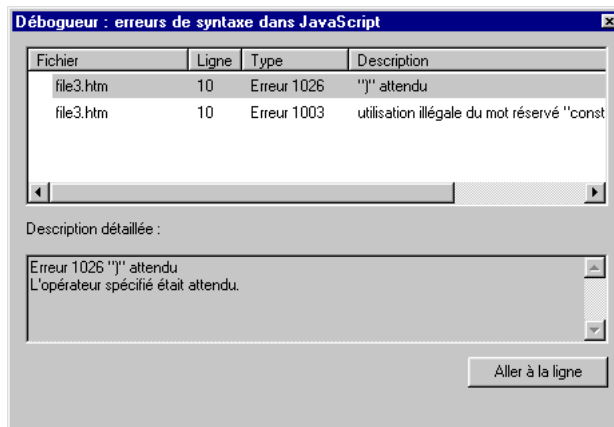 Débogueur : erreurs de syntaxe dans JavaScript
Fichier Ligne Type Description
file3.htm 10 Erreur 1026 ")" attendu
file3.htm 10 Erreur 1003 utilisation illégale du mot réservé "const
Description détaillée :
Erreur 1026 ")" attendu
L'opérateur spécifié était attendu.
Aller à la ligne